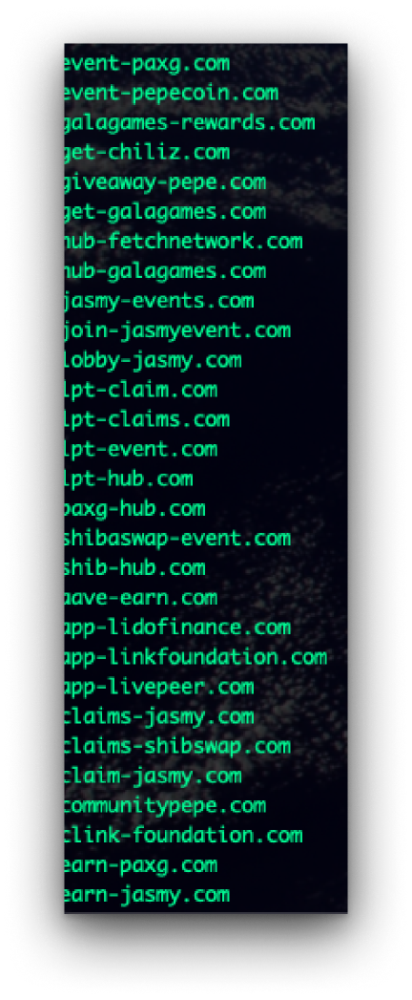 event-paxg.com
event-pepecoin.com
galagames-rewards.com
get-chiliz.com
giveaway-pepe.com
get-galagames.com
hub-fetchnetwork.com
hub-galagames.com
jasmy-events.com
join-jasmyevent.com
lobby-jasmy.com
lpt-claim.com
lpt-claims.com
lpt-event.com
lpt-hub.com
paxg-hub.com
shibaswap-event.com
shib-hub.com
aave-earn.com
app-lidofinance.com
app-linkfoundation.com
app-livepeer.com
claims-jasmy.com
claims-shibswap.com
claim-jasmy.com
communitypepe.com
clink-foundation.com
earn-paxg.com
earn-jasmy.com